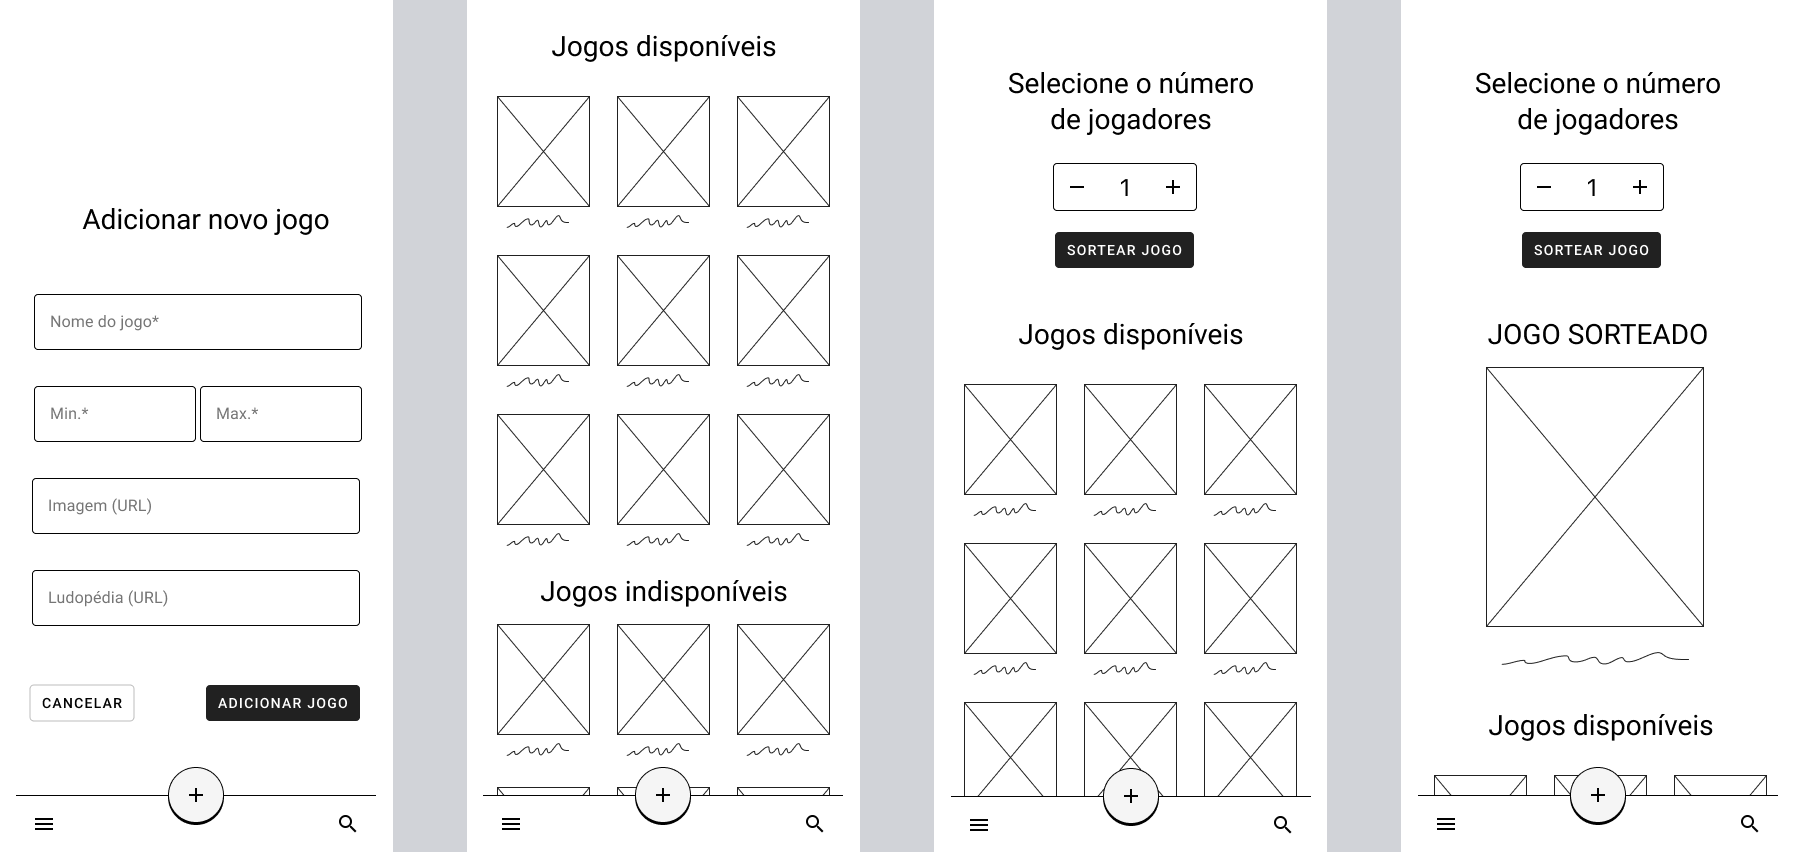 Adicionar novo jogo
Nome do jogo*
Min.*
Max.*
Imagem (URL)
Ludopédia (URL)
CANCELAR
ADICIONAR JOGO
Jogos disponíveis
Jogos indisponíveis
Selecione o número
de jogadores
1
SORTEAR JOGO
Jogos disponíveis
Selecione o número
de jogadores
1
SORTEAR JOGO
JOGO SORTEADO
Jogos disponíveis